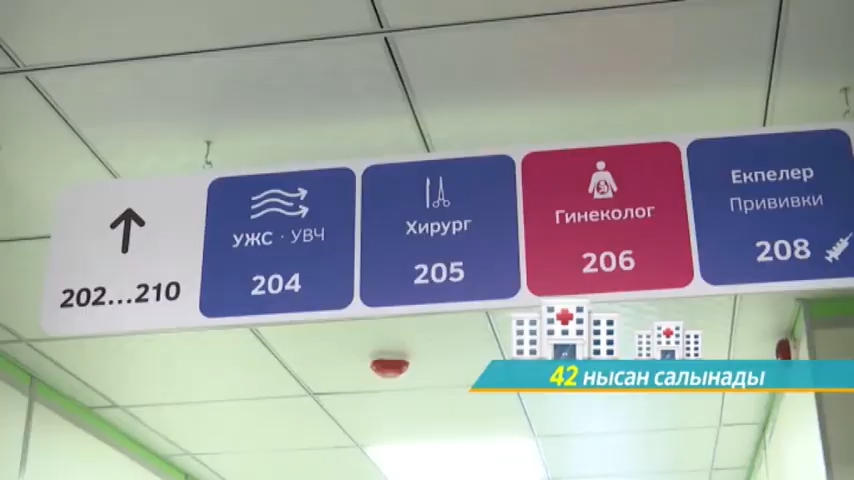 202...210
УЖС · УВЧ
204
Хирург
205
Гинеколог
206
Екпелер
Прививки
208
42 нысан салынады